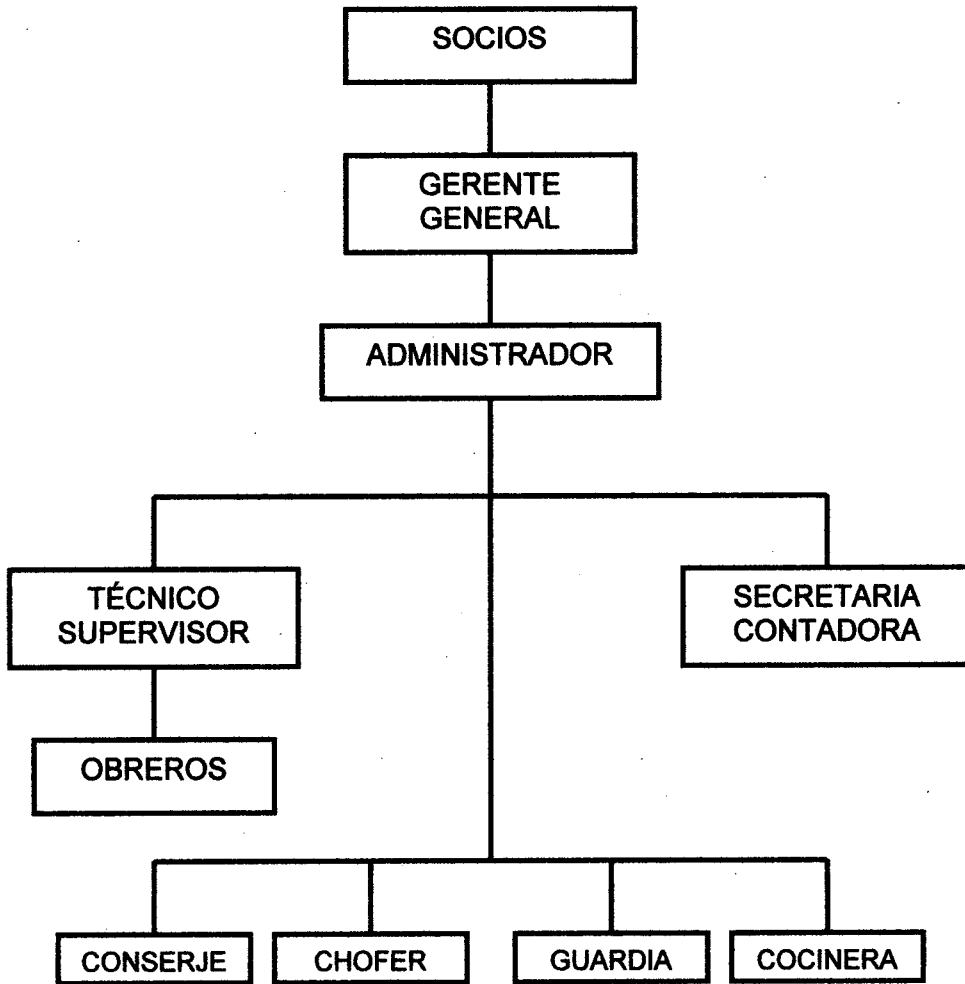 SOCIOS
GERENTE
GENERAL
ADMINISTRADOR
TÉCNICO
SUPERVISOR
SECRETARIA
CONTADORA
OBREROS
CONSERJE
CHOFER
GUARDIA
COCINERA